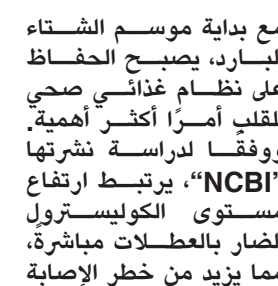 مع بداية موسم الشتاء
البارد، يصبح الحفاظ
على نظام غذائي صحي
للقلب أمرًا أكثر أهمية.
ووفقًا لدراسة نشرتها
"NCBI"، يرتبط ارتفاع
مستوى الكوليسترول
الضار بالعطلات مباشرةً،
مما يزيد من خطر الإصابة